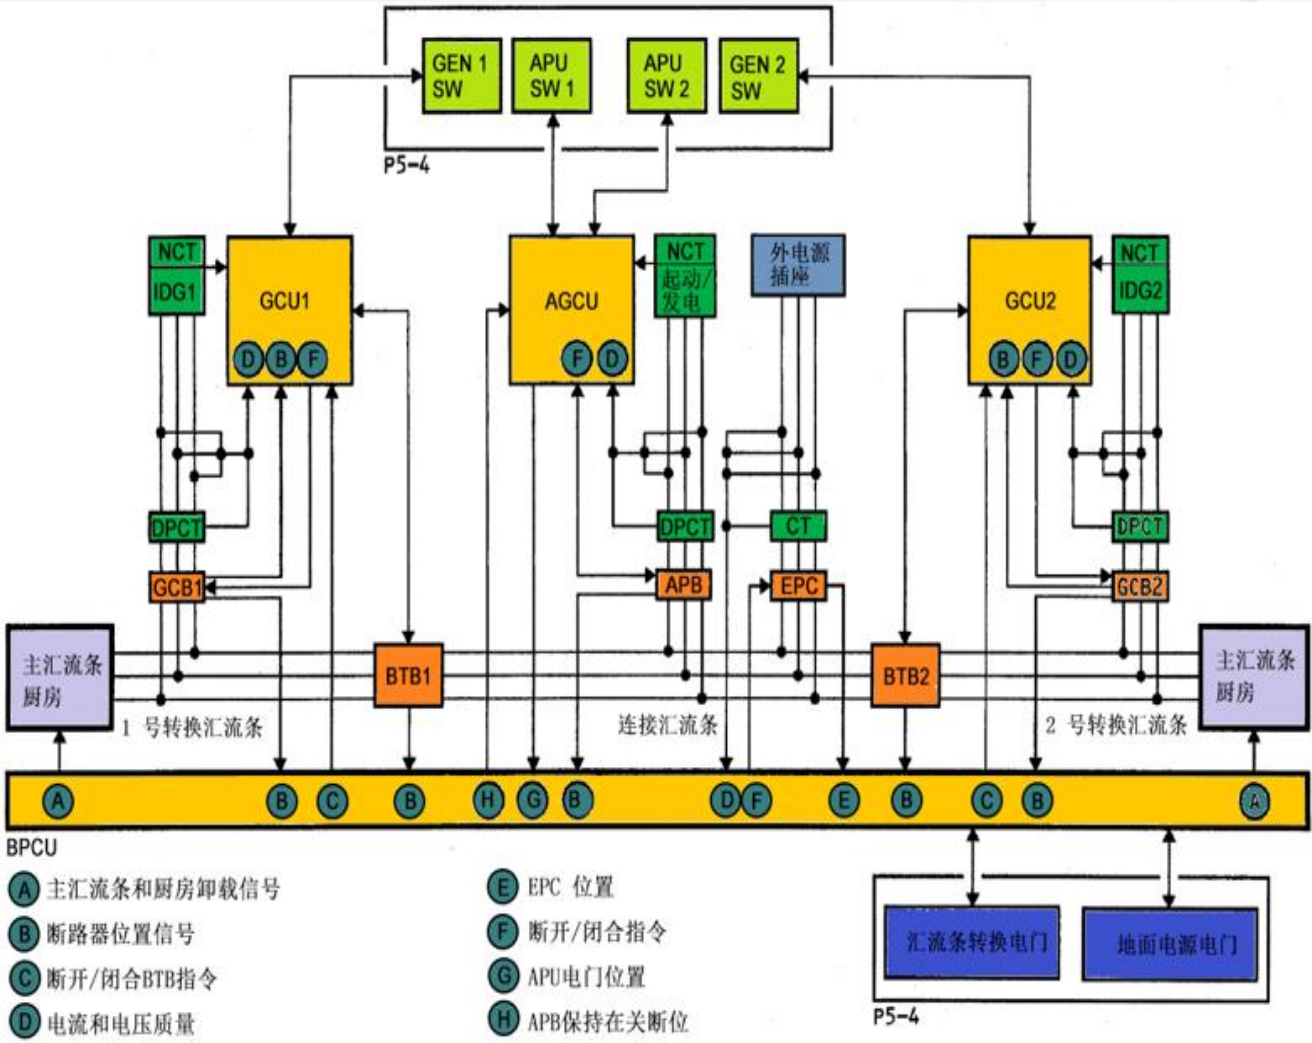 GEN 1
SW
APU
SW 1
APU
SW 2
GEN 2
SW
P5-4
NCT
IDG1
GCU1
D B F
AGCU
F D
NCT
起动/
发电
外电源
插座
GCU2
B F D
NCT
IDG2
DPCT
DPCT
CT
DPCT
GCB1
APB
EPC
GCB2
主汇流条
厨房
BTB1
BTB2
主汇流条
厨房
1 号转换汇流条
连接汇流条
2 号转换汇流条
A B C B H G B D F E B C B A
BPCU
A 主汇流条和厨房卸载信号
B 断路器位置信号
C 断开/闭合BTB指令
D 电流和电压质量
E EPC 位置
F 断开/闭合指令
G APU电门位置
H APB保持在关断位
汇流条转换电门
地面电源电门
P5-4